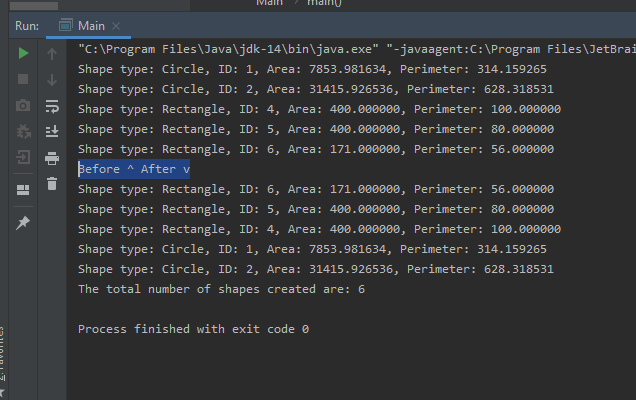 Main
main()
Run:
Main
"C:\Program Files\Java\jdk-14\bin\java.exe" "-javaagent:C:\Program Files\JetBrai
Shape type: Circle, ID: 1, Area: 7853.981634, Perimeter: 314.159265
Shape type: Circle, ID: 2, Area: 31415.926536, Perimeter: 628.318531
Shape type: Rectangle, ID: 4, Area: 400.000000, Perimeter: 100.000000
Shape type: Rectangle, ID: 5, Area: 400.000000, Perimeter: 80.000000
Shape type: Rectangle, ID: 6, Area: 171.000000, Perimeter: 56.000000
Before ^ After v
Shape type: Rectangle, ID: 6, Area: 171.000000, Perimeter: 56.000000
Shape type: Rectangle, ID: 5, Area: 400.000000, Perimeter: 80.000000
Shape type: Rectangle, ID: 4, Area: 400.000000, Perimeter: 100.000000
Shape type: Circle, ID: 1, Area: 7853.981634, Perimeter: 314.159265
Shape type: Circle, ID: 2, Area: 31415.926536, Perimeter: 628.318531
The total number of shapes created are: 6
Process finished with exit code 0